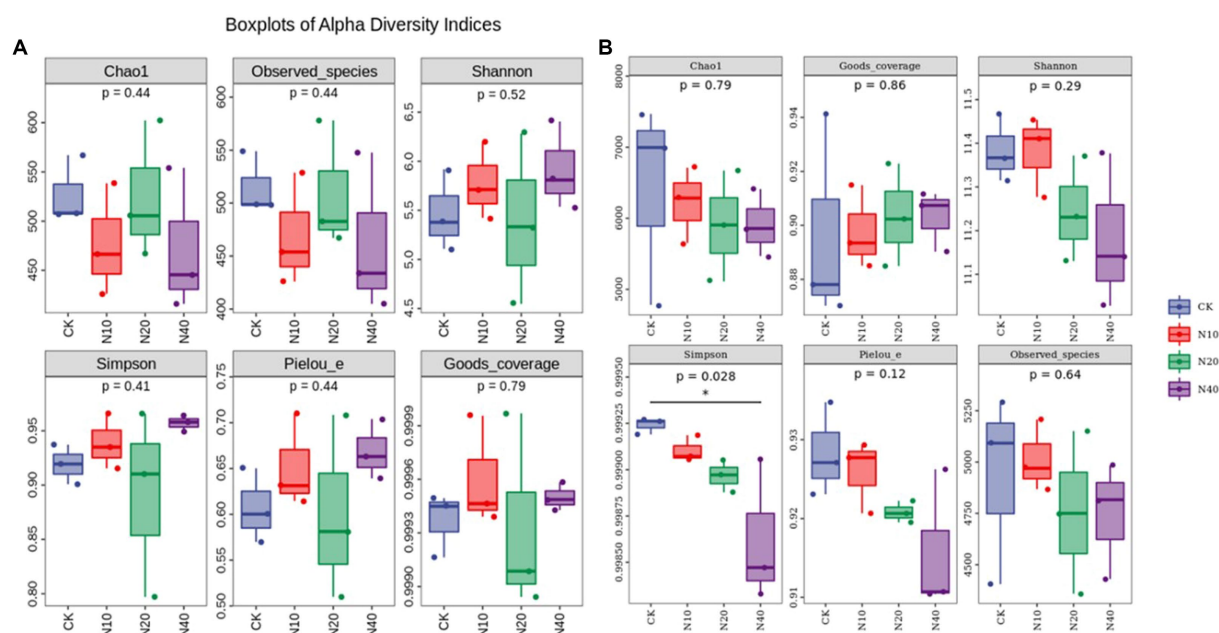 Boxplots of Alpha Diversity Indices
A
Chao1
p = 0.44
600
550
500
450
CK
N10
N20
N40
Observed_species
p = 0.44
600
550
500
450
400
CK
N10
N20
N40
Shannon
p = 0.52
6.5
6.0
5.5
5.0
4.5
CK
N10
N20
N40
Simpson
p = 0.41
0.95
0.90
0.85
0.80
CK
N10
N20
N40
Pielou_e
p = 0.44
0.75
0.70
0.65
0.60
0.55
0.50
CK
N10
N20
N40
Goods_coverage
p = 0.79
0.9999
0.9996
0.9993
0.9990
CK
N10
N20
N40
B
Chao1
p = 0.79
8000
7000
6000
5000
CK
N10
N20
N40
Goods_coverage
p = 0.86
0.94
0.92
0.90
0.88
CK
N10
N20
N40
Shannon
p = 0.29
11.5
11.4
11.3
11.2
11.1
CK
N10
N20
N40
Simpson
p = 0.028
*
0.99950
0.99925
0.99900
0.99875
0.99850
CK
N10
N20
N40
Pielou_e
p = 0.12
0.93
0.92
0.91
CK
N10
N20
N40
Observed_species
p = 0.64
5250
5000
4750
4500
CK
N10
N20
N40
CK
N10
N20
N40